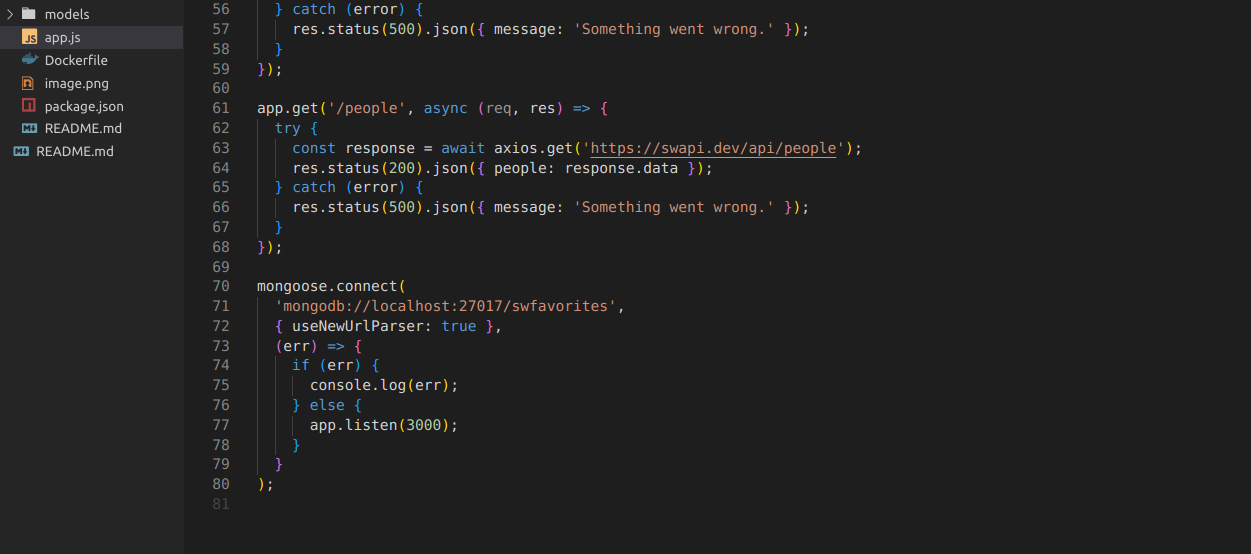 models
app.js
Dockerfile
image.png
package.json
README.md
README.md
56     } catch (error) {
57       res.status(500).json({ message: 'Something went wrong.' });
58     }
59   });
60
61   app.get('/people', async (req, res) => {
62     try {
63       const response = await axios.get('https://swapi.dev/api/people');
64       res.status(200).json({ people: response.data });
65     } catch (error) {
66       res.status(500).json({ message: 'Something went wrong.' });
67     }
68   });
69
70   mongoose.connect(
71     'mongodb://localhost:27017/swfavorites',
72     { useNewUrlParser: true },
73     (err) => {
74       if (err) {
75         console.log(err);
76       } else {
77         app.listen(3000);
78       }
79     }
80   );
81